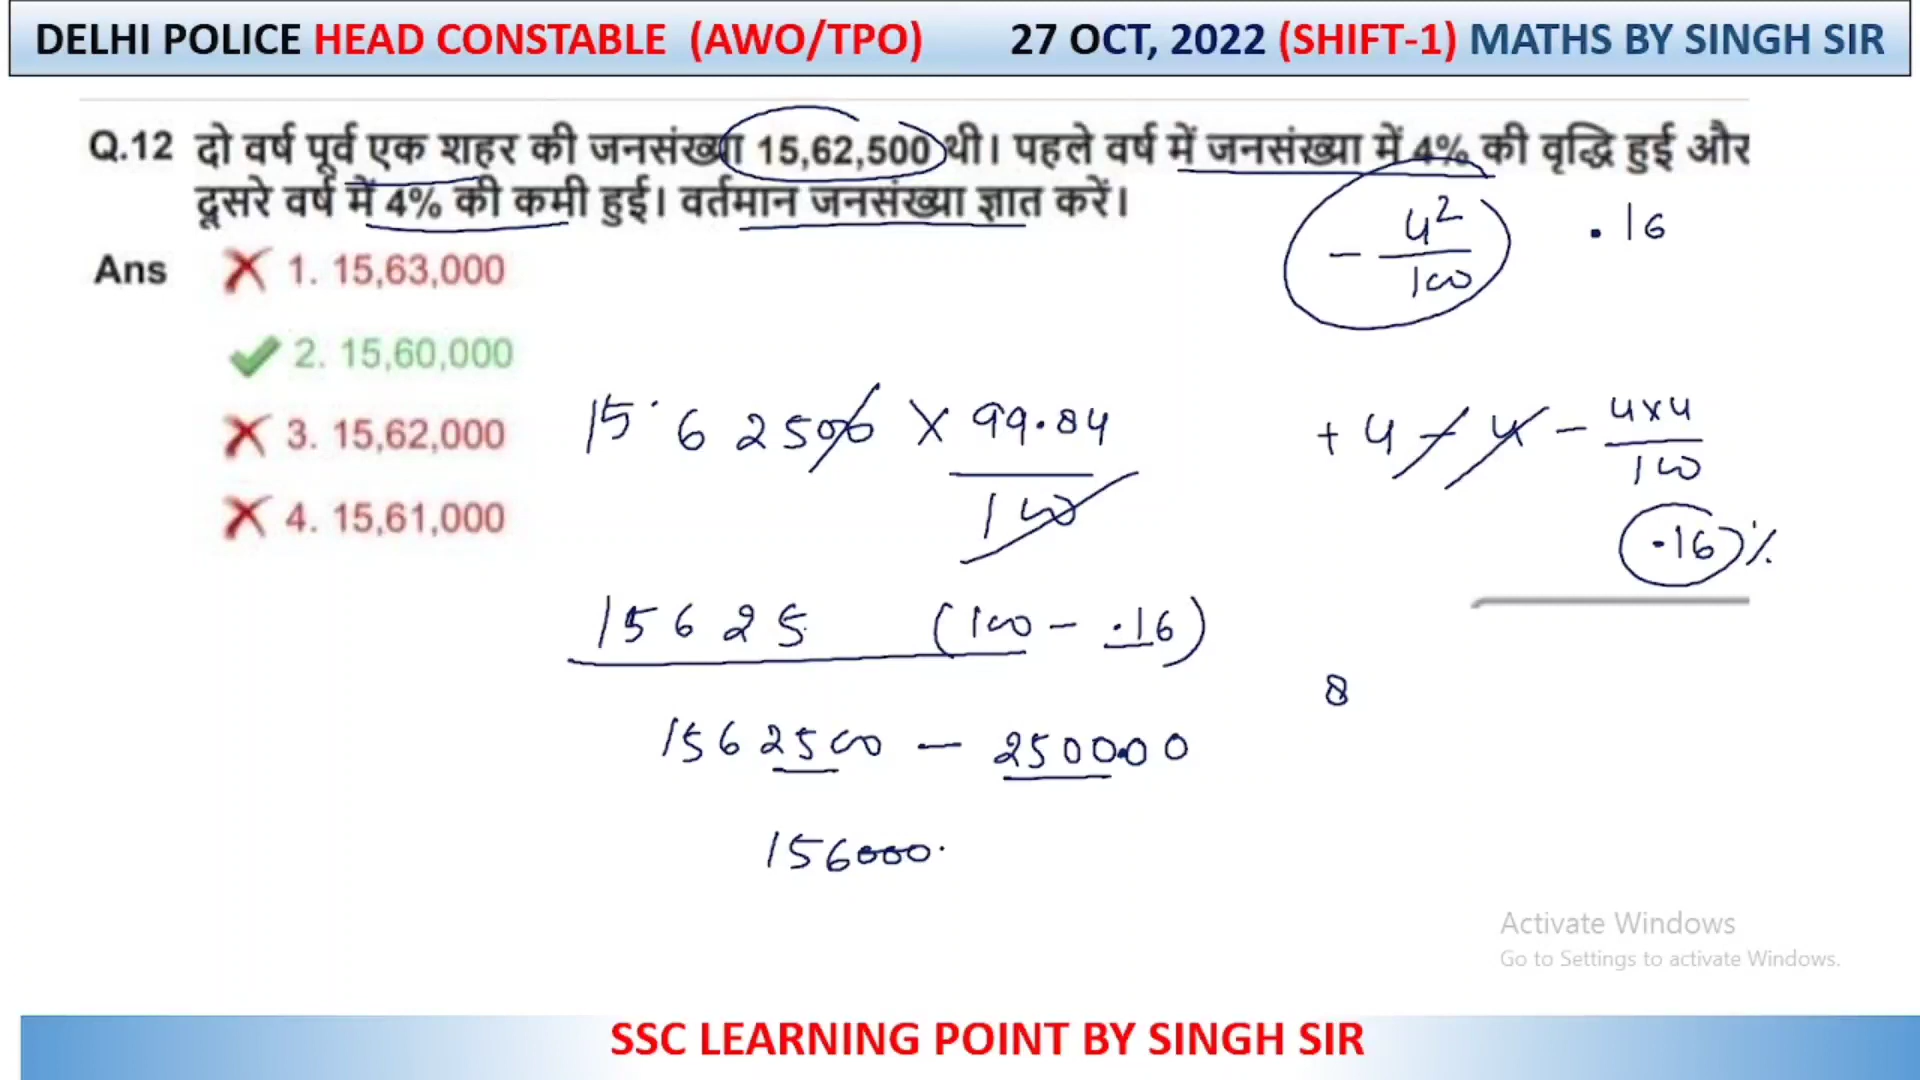 DELHI POLICE HEAD CONSTABLE (AWO/TPO) 27 OCT, 2022 (SHIFT-1) MATHS BY SINGH SIR
Q.12 दो वर्ष पूर्व एक शहर की जनसंख्या 15,62,500 थी। पहले वर्ष में जनसंख्या में 4% की वृद्धि हुई और
दूसरे वर्ष में 4% की कमी हुई। वर्तमान जनसंख्या ज्ञात करें।
- 4²/100 .16
Ans 1. 15,63,000
2. 15,60,000
3. 15,62,000
4. 15,61,000
1562500 × 99.84/100
+4 - 4 - 4×4/100
.16%
15625 (100 - .16)
8
1562500 - 2500.00
156000.
Activate Windows
Go to Settings to activate Windows.
SSC LEARNING POINT BY SINGH SIR